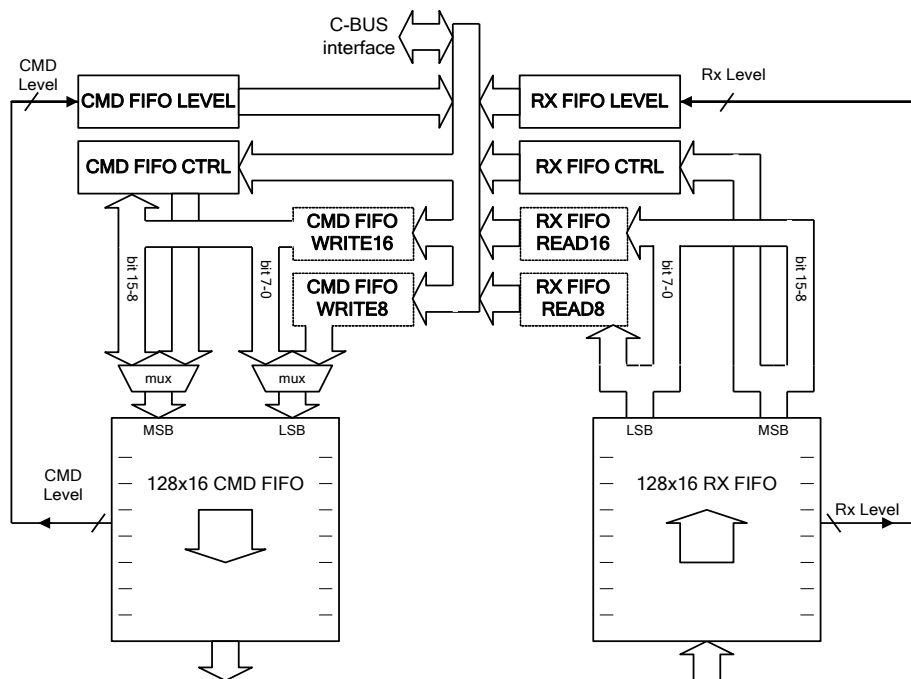 C-BUS
interface
CMD
Level
CMD FIFO LEVEL
RX FIFO LEVEL
Rx Level
CMD FIFO CTRL
RX FIFO CTRL
CMD FIFO
WRITE16
RX FIFO
READ16
bit 15-8
bit 7-0
CMD FIFO
WRITE8
RX FIFO
READ8
bit 7-0
bit 15-8
mux
mux
MSB
LSB
LSB
MSB
CMD
Level
128x16 CMD FIFO
128x16 RX FIFO
Rx Level